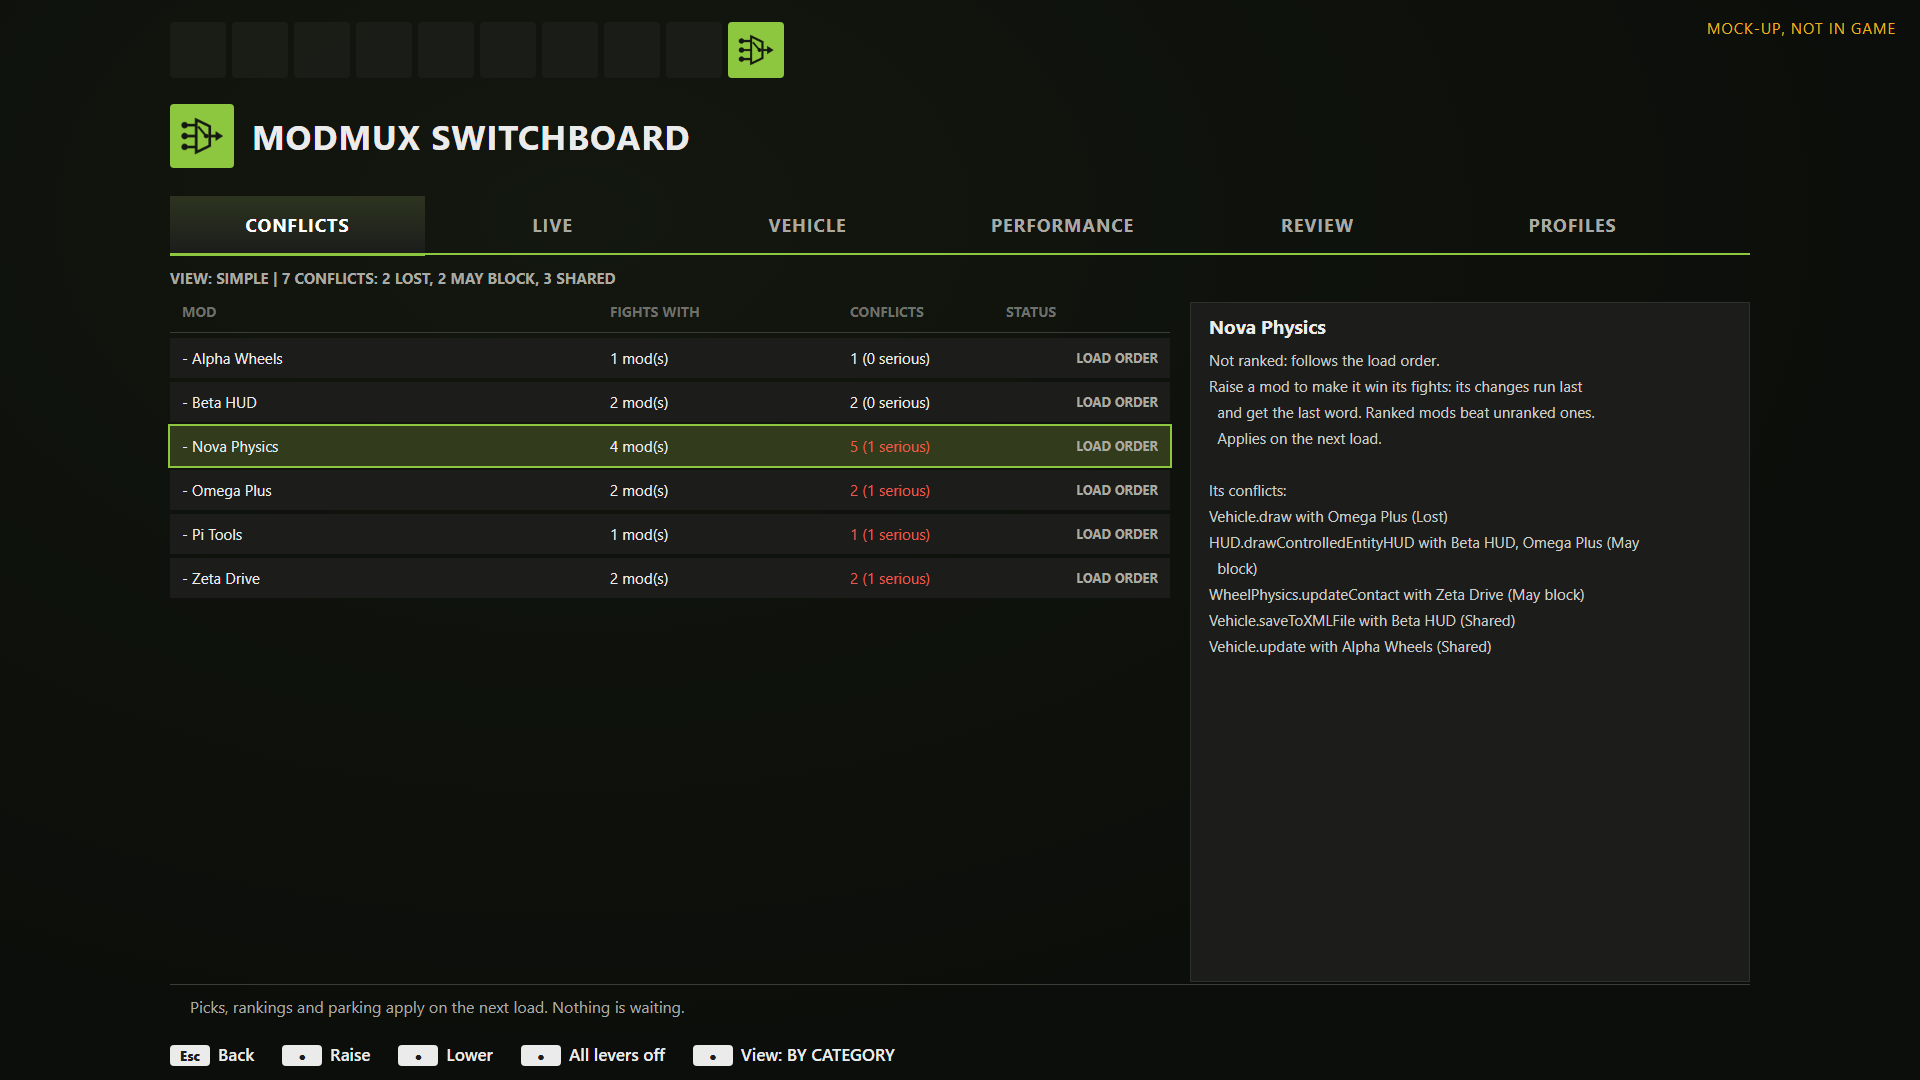 MOCK-UP, NOT IN GAME
MODMUX SWITCHBOARD
CONFLICTS LIVE VEHICLE PERFORMANCE REVIEW PROFILES
VIEW: SIMPLE | 7 CONFLICTS: 2 LOST, 2 MAY BLOCK, 3 SHARED
MOD FIGHTS WITH CONFLICTS STATUS
- Alpha Wheels 1 mod(s) 1 (0 serious) LOAD ORDER
- Beta HUD 2 mod(s) 2 (0 serious) LOAD ORDER
- Nova Physics 4 mod(s) 5 (1 serious) LOAD ORDER
- Omega Plus 2 mod(s) 2 (1 serious) LOAD ORDER
- Pi Tools 1 mod(s) 1 (1 serious) LOAD ORDER
- Zeta Drive 2 mod(s) 2 (1 serious) LOAD ORDER
Nova Physics
Not ranked: follows the load order.
Raise a mod to make it win its fights: its changes run last
and get the last word. Ranked mods beat unranked ones.
Applies on the next load.
Its conflicts:
Vehicle.draw with Omega Plus (Lost)
HUD.drawControlledEntityHUD with Beta HUD, Omega Plus (May
block)
WheelPhysics.updateContact with Zeta Drive (May block)
Vehicle.saveToXMLFile with Beta HUD (Shared)
Vehicle.update with Alpha Wheels (Shared)
Picks, rankings and parking apply on the next load. Nothing is waiting.
Esc Back Raise Lower All levers off View: BY CATEGORY